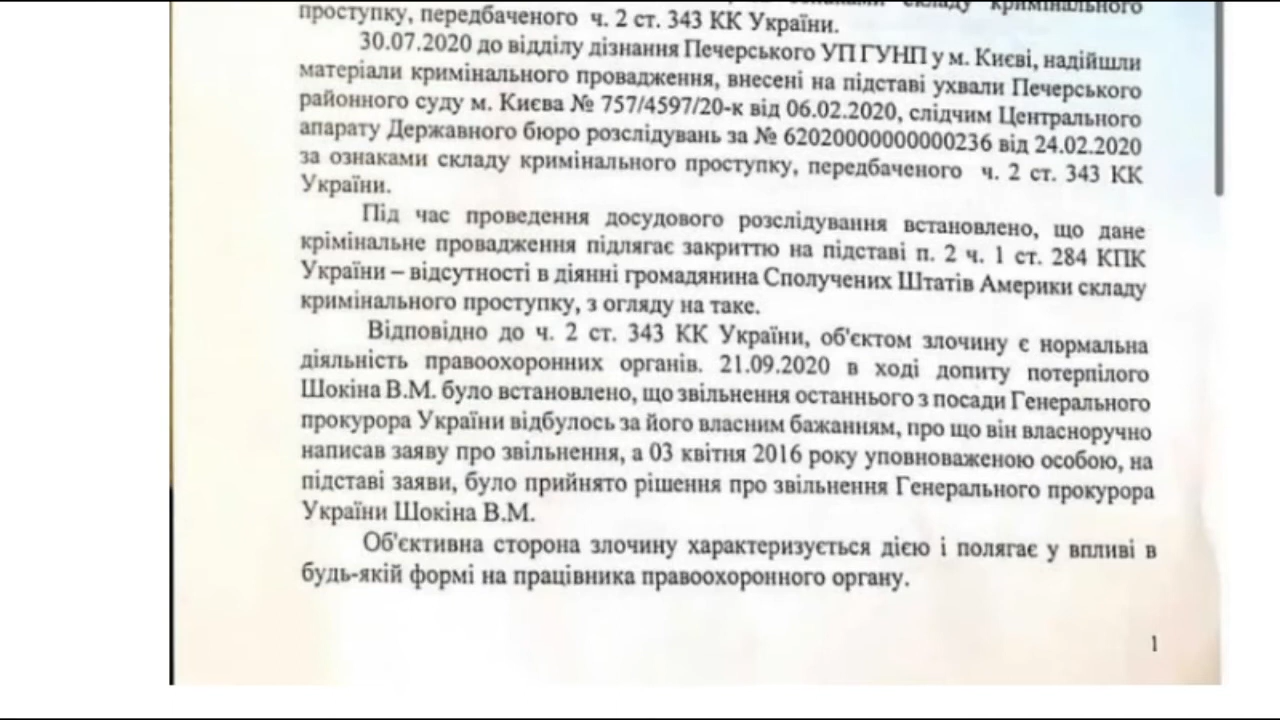 складу кримінального
проступку, передбаченого ч. 2 ст. 343 КК України.
30.07.2020 до відділу дізнання Печерського УП ГУНП у м. Києві, надійшли
матеріали кримінального провадження, внесені на підставі ухвали Печерського
районного суду м. Києва № 757/4597/20-к від 06.02.2020, слідчим Центрального
апарату Державного бюро розслідувань за № 62020000000000236 від 24.02.2020
за ознаками складу кримінального проступку, передбаченого ч. 2 ст. 343 КК
України.
Під час проведення досудового розслідування встановлено, що дане
крімінальне провадження підлягає закриттю на підставі п. 2 ч. 1 ст. 284 КПК
України – відсутності в діянні громадянина Сполучених Штатів Америки складу
кримінального проступку, з огляду на таке.
Відповідно до ч. 2 ст. 343 КК України, об'єктом злочину є нормальна
діяльність правоохоронних органів. 21.09.2020 в ході допиту потерпілого
Шокіна В.М. було встановлено, що звільнення останнього з посади Генерального
прокурора України відбулось за його власним бажанням, про що він власноручно
написав заяву про звільнення, а 03 квітня 2016 року уповноваженою особою, на
підставі заяви, було прийнято рішення про звільнення Генерального прокурора
України Шокіна В.М.
Об'єктивна сторона злочину характеризується дією і полягає у впливі в
будь-якій формі на працівника правоохоронного органу.
1